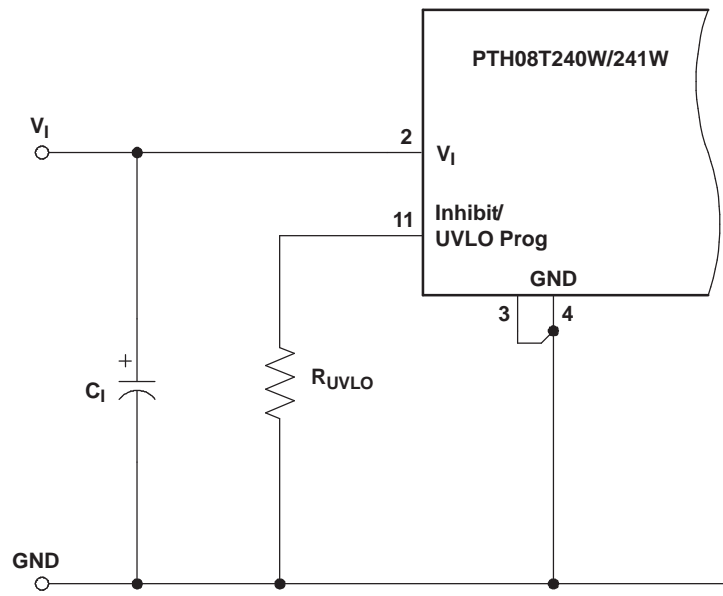 PTH08T240W/241W
V_I
2
V_I
11
Inhibit/
UVLO Prog
GND
3
4
+
C_I
R_UVLO
GND